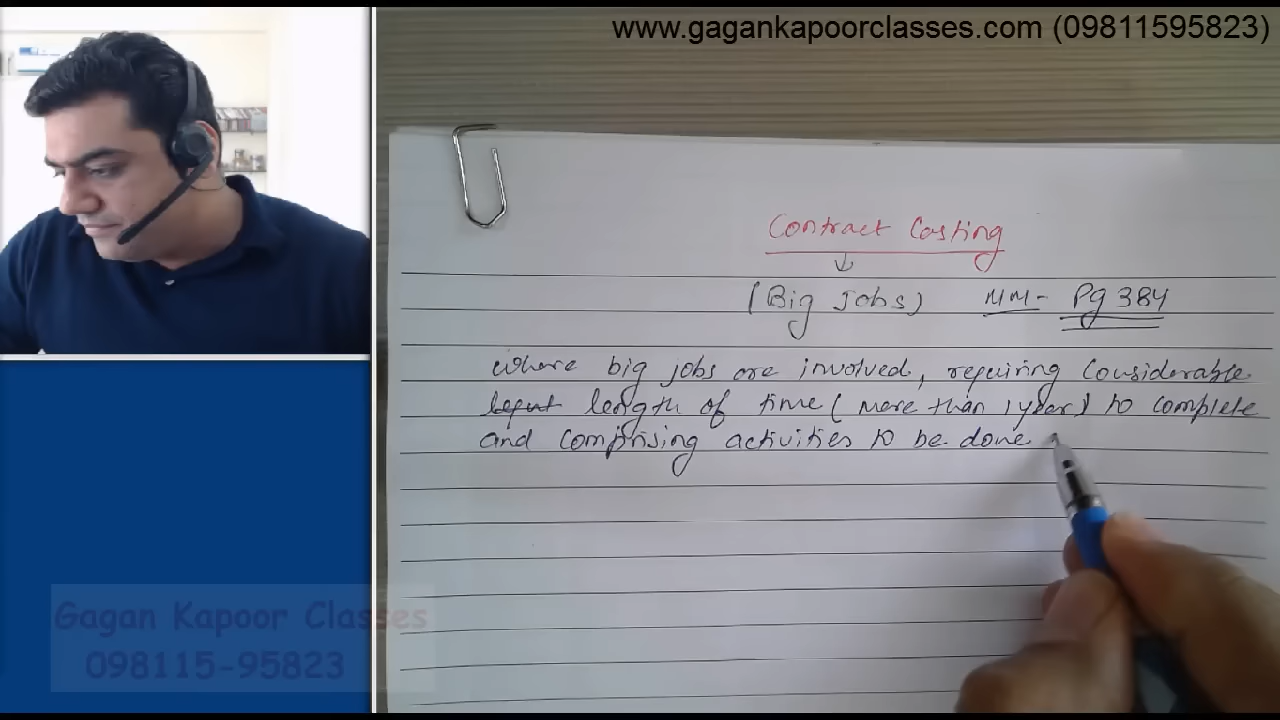 www.gagankapoorclasses.com (09811595823)
Contract Costing
↓
(Big jobs) MM - Pg 384
where big jobs are involved, requiring considerable
length of time (more than 1 year) to complete
and comprising activities to be done
Gagan Kapoor Classes
098115-95823